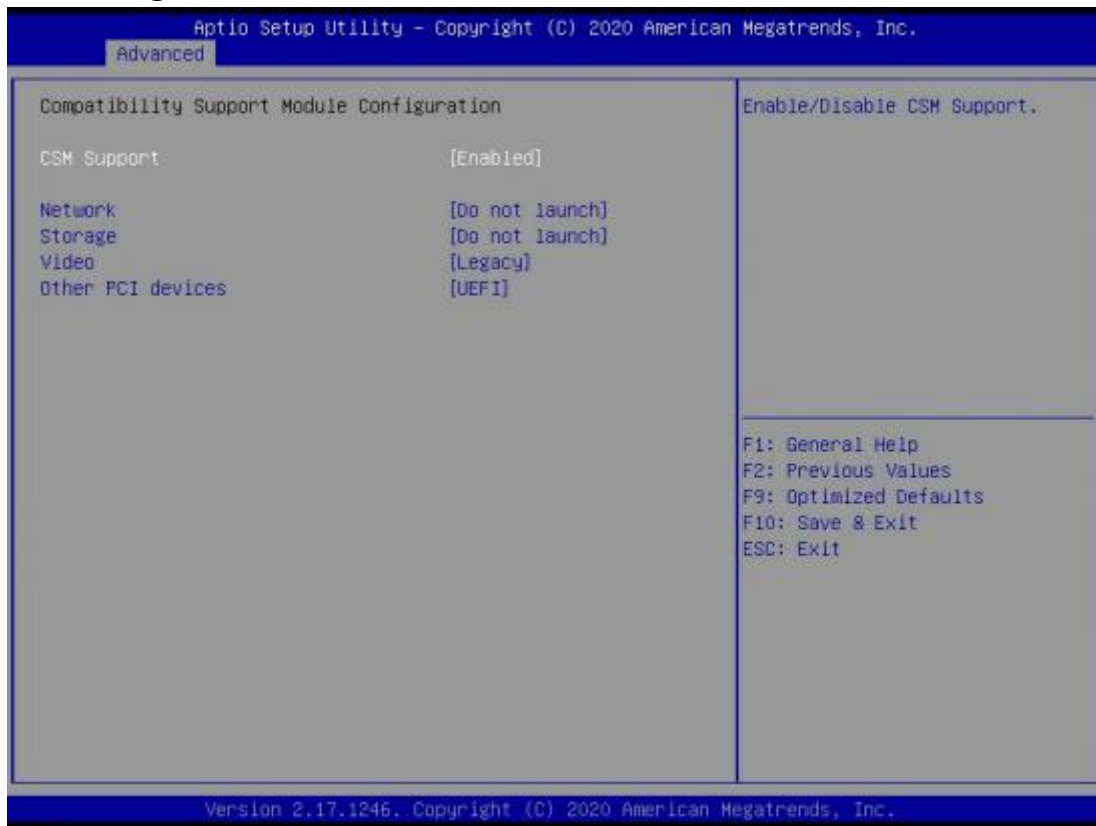 Aptio Setup Utility – Copyright (C) 2020 American Megatrends, Inc.
Advanced
Compatibility Support Module Configuration
CSM Support [Enabled]
Network [Do not launch]
Storage [Do not launch]
Video [Legacy]
Other PCI devices [UEFI]
Enable/Disable CSM Support.
F1: General Help
F2: Previous Values
F9: Optimized Defaults
F10: Save & Exit
ESC: Exit
Version 2.17.1246. Copyright (C) 2020 American Megatrends, Inc.